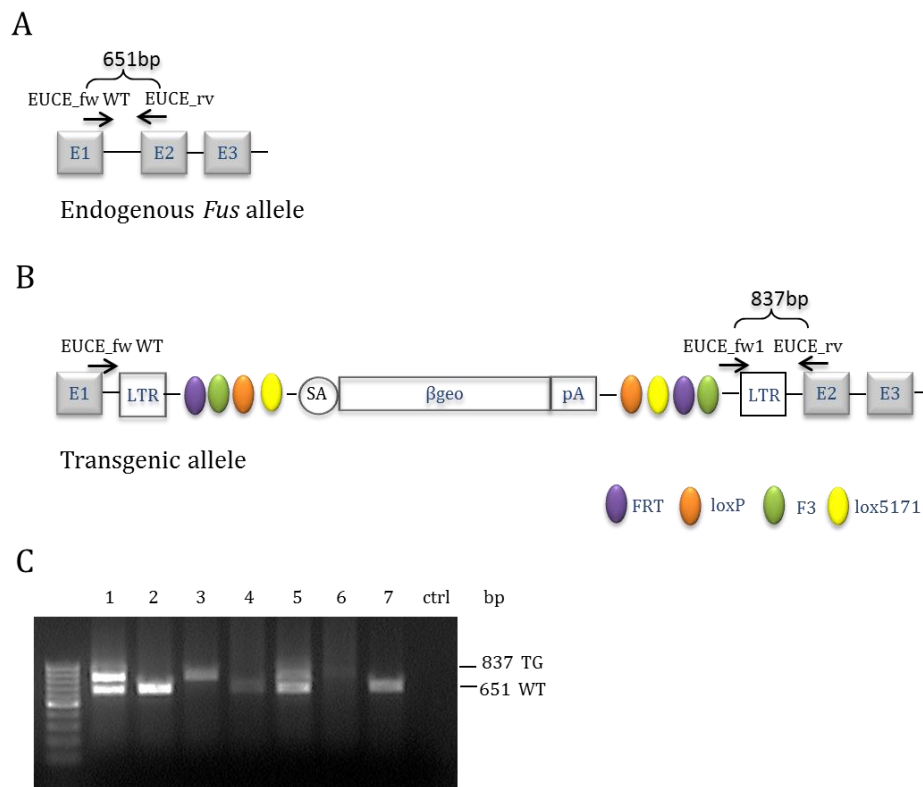 A
651bp
EUCE_fw WT EUCE_rv
E1 E2 E3
Endogenous Fus allele
B
837bp
EUCE_fw WT EUCE_fw1 EUCE_rv
E1 LTR SA βgeo pA LTR E2 E3
Transgenic allele
FRT loxP F3 lox5171
C
1 2 3 4 5 6 7 ctrl bp
837 TG
651 WT